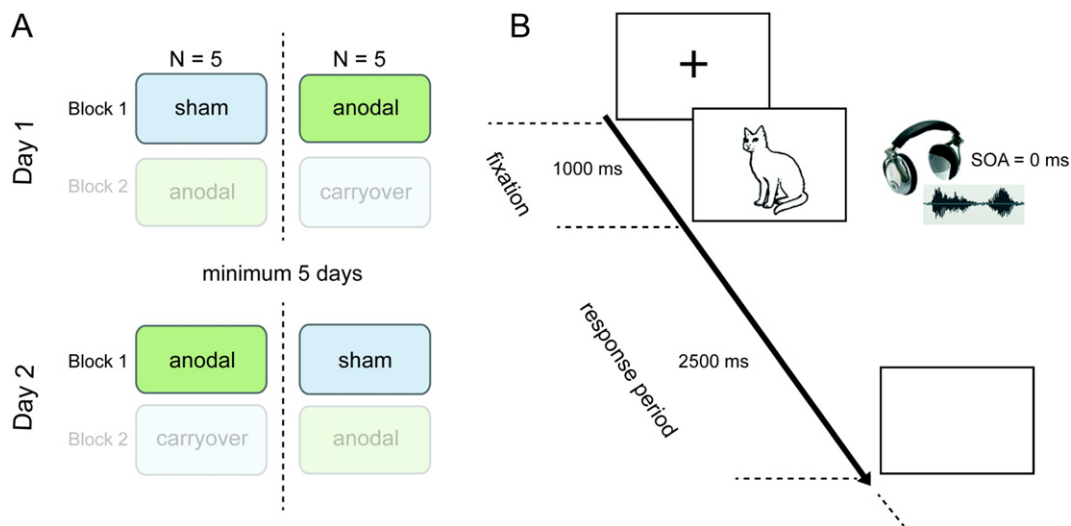 A
N = 5
N = 5
Day 1
Block 1
sham
anodal
Block 2
anodal
carryover
minimum 5 days
Day 2
Block 1
anodal
sham
Block 2
carryover
anodal
B
+
fixation
1000 ms
SOA = 0 ms
response period
2500 ms